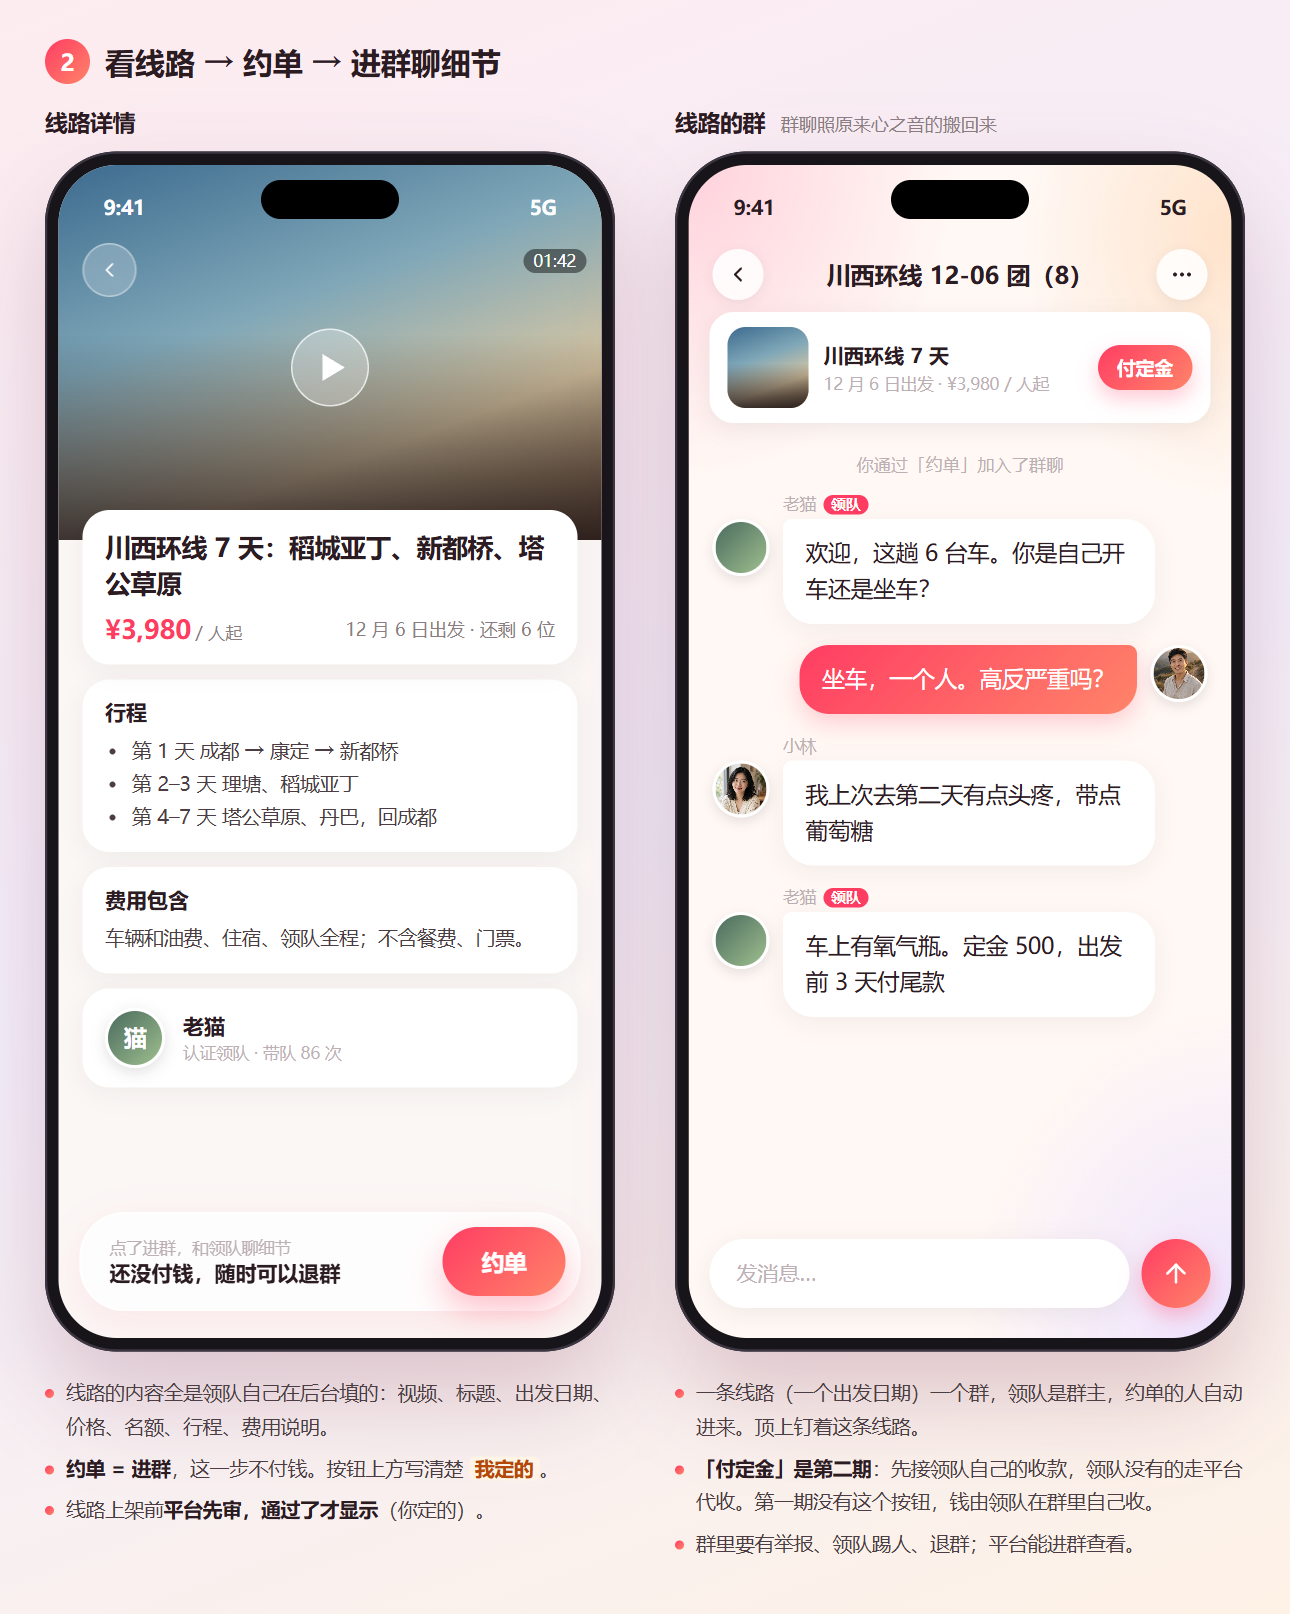 2 看线路 → 约单 → 进群聊细节
线路详情
9:41
5G
01:42
川西环线 7 天：稻城亚丁、新都桥、塔
公草原
¥3,980 / 人起
12 月 6 日出发 · 还剩 6 位
行程
• 第 1 天 成都 → 康定 → 新都桥
• 第 2–3 天 理塘、稻城亚丁
• 第 4–7 天 塔公草原、丹巴，回成都
费用包含
车辆和油费、住宿、领队全程；不含餐费、门票。
猫
老猫
认证领队 · 带队 86 次
点了进群，和领队聊细节
还没付钱，随时可以退群
约单
• 线路的内容全是领队自己在后台填的：视频、标题、出发日期、
价格、名额、行程、费用说明。
• 约单 = 进群，这一步不付钱。按钮上方写清楚 我定的 。
• 线路上架前平台先审，通过了才显示（你定的）。
线路的群 群聊照原来心之音的搬回来
9:41
5G
川西环线 12-06 团（8）
川西环线 7 天
12 月 6 日出发 · ¥3,980 / 人起
付定金
你通过「约单」加入了群聊
老猫 领队
欢迎，这趟 6 台车。你是自己开
车还是坐车？
坐车，一个人。高反严重吗？
小林
我上次去第二天有点头疼，带点
葡萄糖
老猫 领队
车上有氧气瓶。定金 500，出发
前 3 天付尾款
发消息...
• 一条线路（一个出发日期）一个群，领队是群主，约单的人自动
进来。顶上钉着这条线路。
• 「付定金」是第二期：先接领队自己的收款，领队没有的走平台
代收。第一期没有这个按钮，钱由领队在群里自己收。
• 群里要有举报、领队踢人、退群；平台能进群查看。